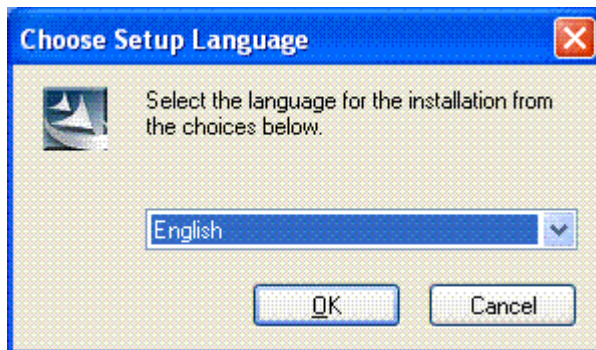 Choose Setup Language
Select the language for the installation from
the choices below.
English
OK
Cancel